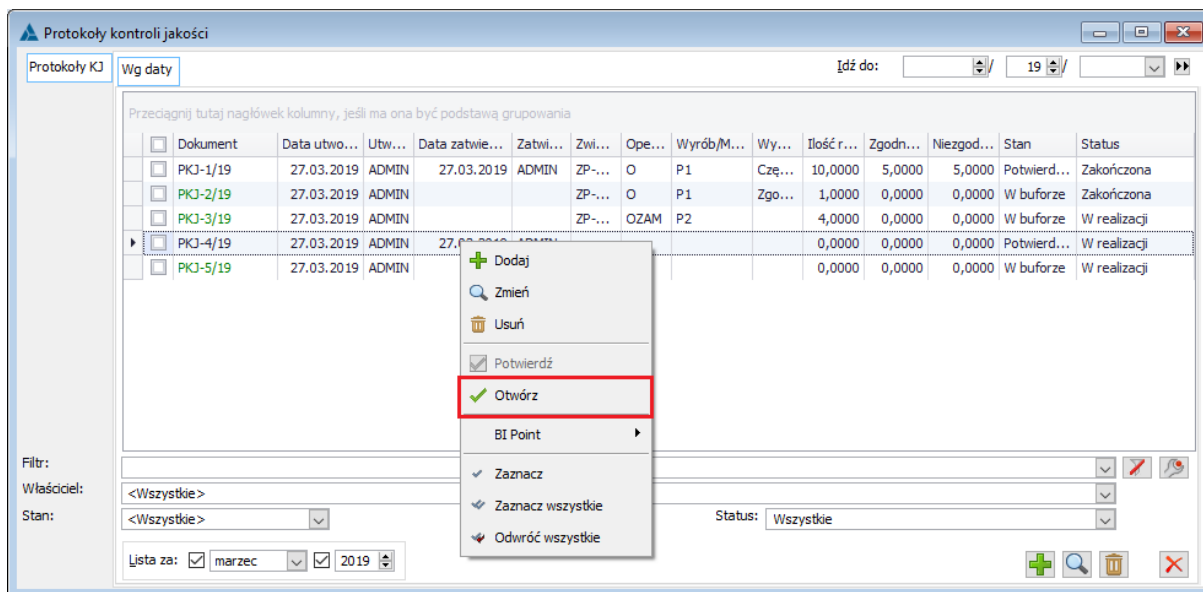 Protokoły kontroli jakości
Protokoły KJ Wg daty Idź do: / 19 /
Przeciągnij tutaj nagłówek kolumny, jeśli ma ona być podstawą grupowania
Dokument Data utwo... Utw... Data zatwie... Zatwi... Zwi... Ope... Wyrób/M... Wy... Ilość r... Zgodn... Niezgod... Stan Status
PKJ-1/19 27.03.2019 ADMIN 27.03.2019 ADMIN ZP-... O P1 Czę... 10,0000 5,0000 5,0000 Potwierd... Zakończona
PKJ-2/19 27.03.2019 ADMIN ZP-... O P1 Zgo... 1,0000 0,0000 0,0000 W buforze Zakończona
PKJ-3/19 27.03.2019 ADMIN ZP-... OZAM P2 4,0000 0,0000 0,0000 W buforze W realizacji
PKJ-4/19 27.03.2019 ADMIN 27.03.2019 ADMIN 0,0000 0,0000 0,0000 Potwierd... W realizacji
PKJ-5/19 27.03.2019 ADMIN 0,0000 0,0000 0,0000 W buforze W realizacji
Dodaj
Zmień
Usuń
Potwierdź
Otwórz
BI Point
Zaznacz
Zaznacz wszystkie
Odwróć wszystkie
Filtr:
Właściciel: <Wszystkie>
Stan: <Wszystkie> Status: Wszystkie
Lista za: marzec 2019